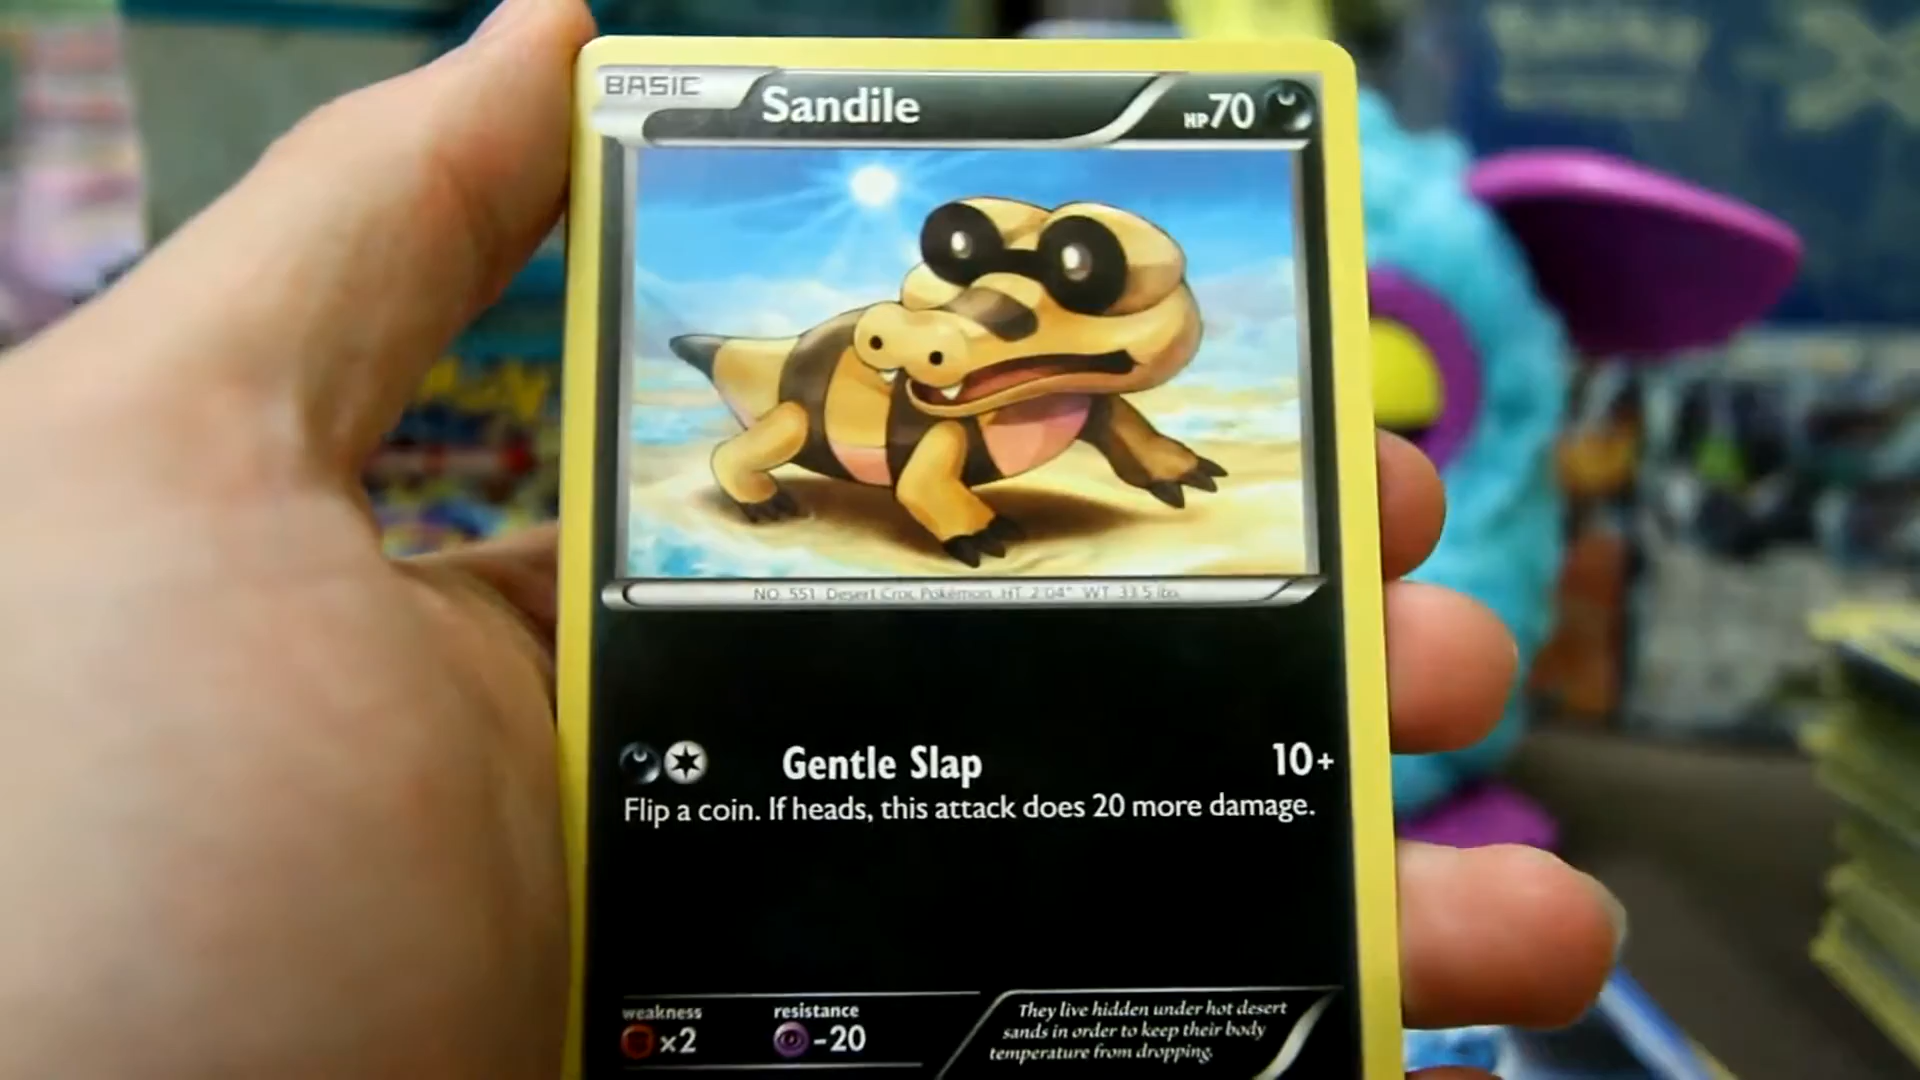 BASIC Sandile HP70
NO. 551 Desert Croc Pokémon HT 2'04" WT 33.5 lbs.
Gentle Slap 10+
Flip a coin. If heads, this attack does 20 more damage.
weakness resistance
×2 -20
They live hidden under hot desert
sands in order to keep their body
temperature from dropping.